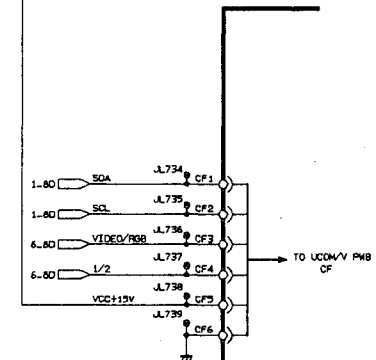 JL734
1-8D SDA CF1
JL735
1-8D SCL CF2
JL736
6-8D VIDEO/RGB CF3
JL737
6-8D 1/2 CF4
JL738
VCC+15V CF5
JL739
CF6
TO UCOM/V PWB
CF